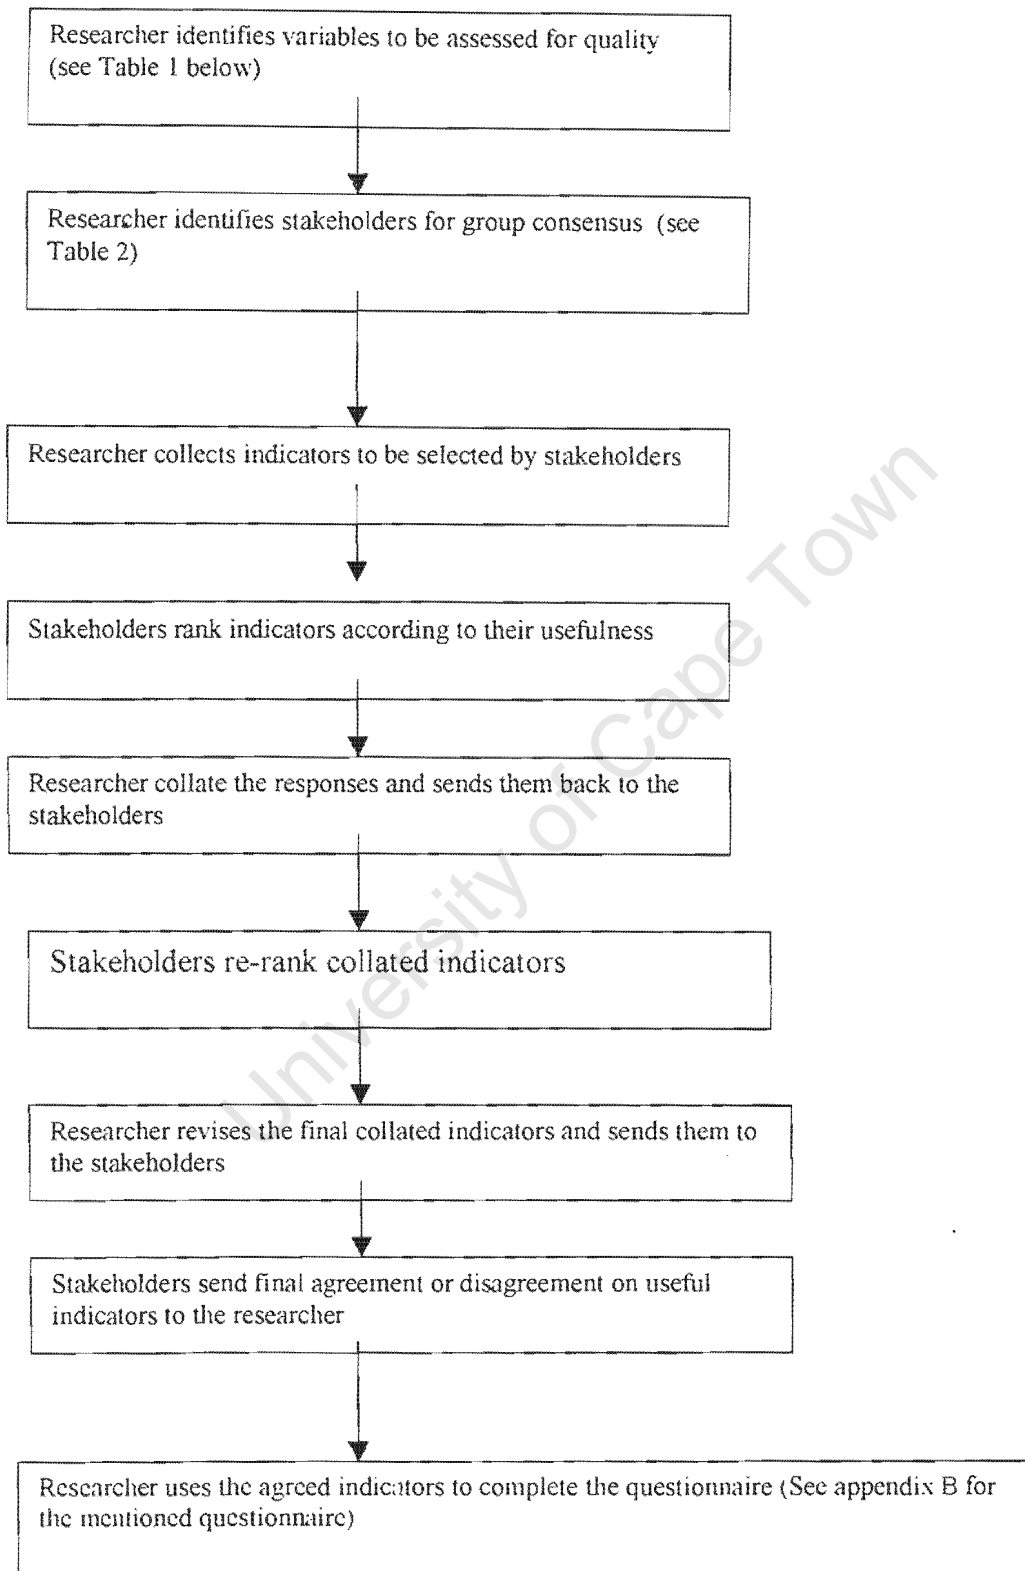 Researcher identifies variables to be assessed for quality
(see Table 1 below)
Researcher identifies stakeholders for group consensus (see
Table 2)
Researcher collects indicators to be selected by stakeholders
Stakeholders rank indicators according to their usefulness
Researcher collate the responses and sends them back to the
stakeholders
Stakeholders re-rank collated indicators
Researcher revises the final collated indicators and sends them to
the stakeholders
Stakeholders send final agreement or disagreement on useful
indicators to the researcher
Researcher uses the agreed indicators to complete the questionnaire (See appendix B for
the mentioned questionnaire)
University of Cape Town